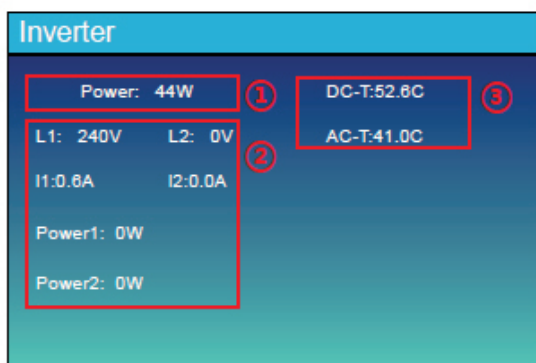 Inverter
Power: 44W
①
L1: 240V L2: 0V
②
I1:0.6A I2:0.0A
Power1: 0W
Power2: 0W
DC-T:52.6C
③
AC-T:41.0C